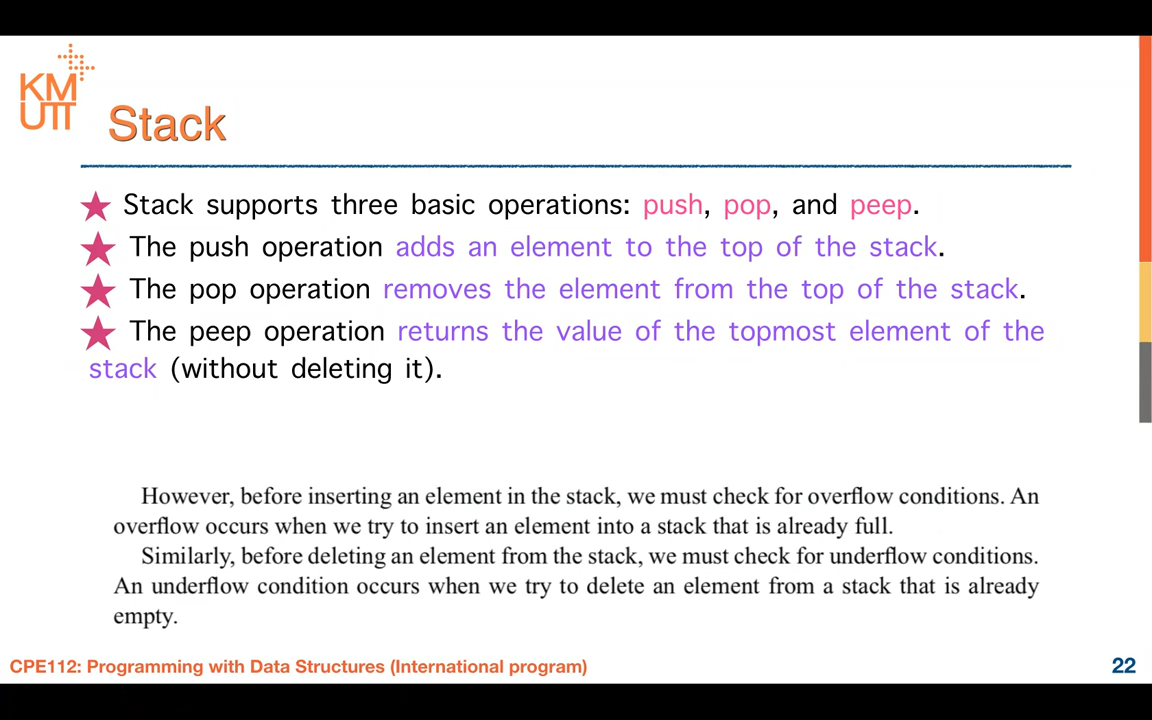 KM
UTT
Stack
Stack supports three basic operations: push, pop, and peep.
The push operation adds an element to the top of the stack.
The pop operation removes the element from the top of the stack.
The peep operation returns the value of the topmost element of the
stack (without deleting it).
However, before inserting an element in the stack, we must check for overflow conditions. An
overflow occurs when we try to insert an element into a stack that is already full.
Similarly, before deleting an element from the stack, we must check for underflow conditions.
An underflow condition occurs when we try to delete an element from a stack that is already
empty.
CPE112: Programming with Data Structures (International program)
22